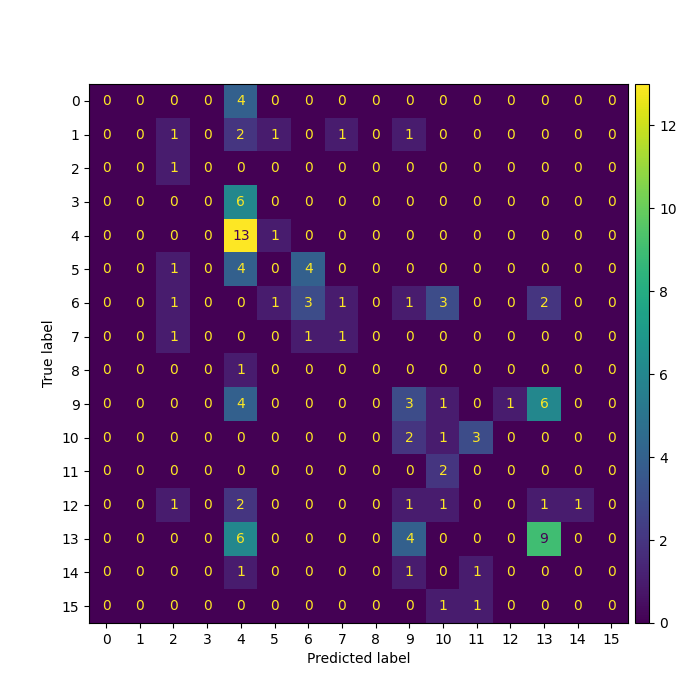 0 0 0 0 0 4 0 0 0 0 0 0 0 0 0 0 0
1 0 0 1 0 2 1 0 1 0 1 0 0 0 0 0 0
2 0 0 1 0 0 0 0 0 0 0 0 0 0 0 0 0
3 0 0 0 0 6 0 0 0 0 0 0 0 0 0 0 0
4 0 0 0 0 13 1 0 0 0 0 0 0 0 0 0 0
5 0 0 1 0 4 0 4 0 0 0 0 0 0 0 0 0
6 0 0 1 0 0 1 3 1 0 1 3 0 0 2 0 0
7 0 0 1 0 0 0 1 1 0 0 0 0 0 0 0 0
8 0 0 0 0 1 0 0 0 0 0 0 0 0 0 0 0
9 0 0 0 0 4 0 0 0 0 3 1 0 1 6 0 0
10 0 0 0 0 0 0 0 0 0 2 1 3 0 0 0 0
11 0 0 0 0 0 0 0 0 0 0 2 0 0 0 0 0
12 0 0 1 0 2 0 0 0 0 1 1 0 0 1 1 0
13 0 0 0 0 6 0 0 0 0 4 0 0 0 9 0 0
14 0 0 0 0 1 0 0 0 0 1 0 1 0 0 0 0
15 0 0 0 0 0 0 0 0 0 0 1 1 0 0 0 0
0 1 2 3 4 5 6 7 8 9 10 11 12 13 14 15
Predicted label
True label
12
10
8
6
4
2
0